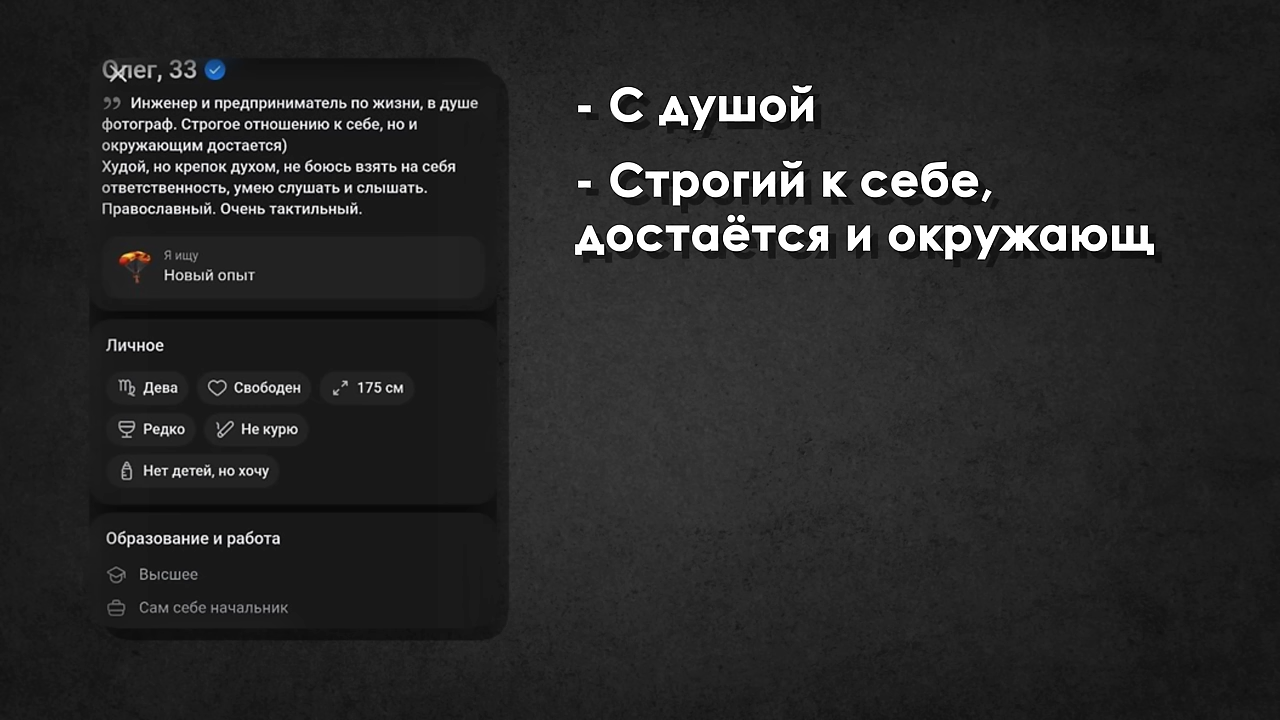 Олег, 33
Инженер и предприниматель по жизни, в душе
фотограф. Строгое отношению к себе, но и
окружающим достается)
Худой, но крепок духом, не боюсь взять на себя
ответственность, умею слушать и слышать.
Православный. Очень тактильный.
Я ищу
Новый опыт
Личное
Дева
Свободен
175 см
Редко
Не курю
Нет детей, но хочу
Образование и работа
Высшее
Сам себе начальник
- С душой
- Строгий к себе,
достаётся и окружающ